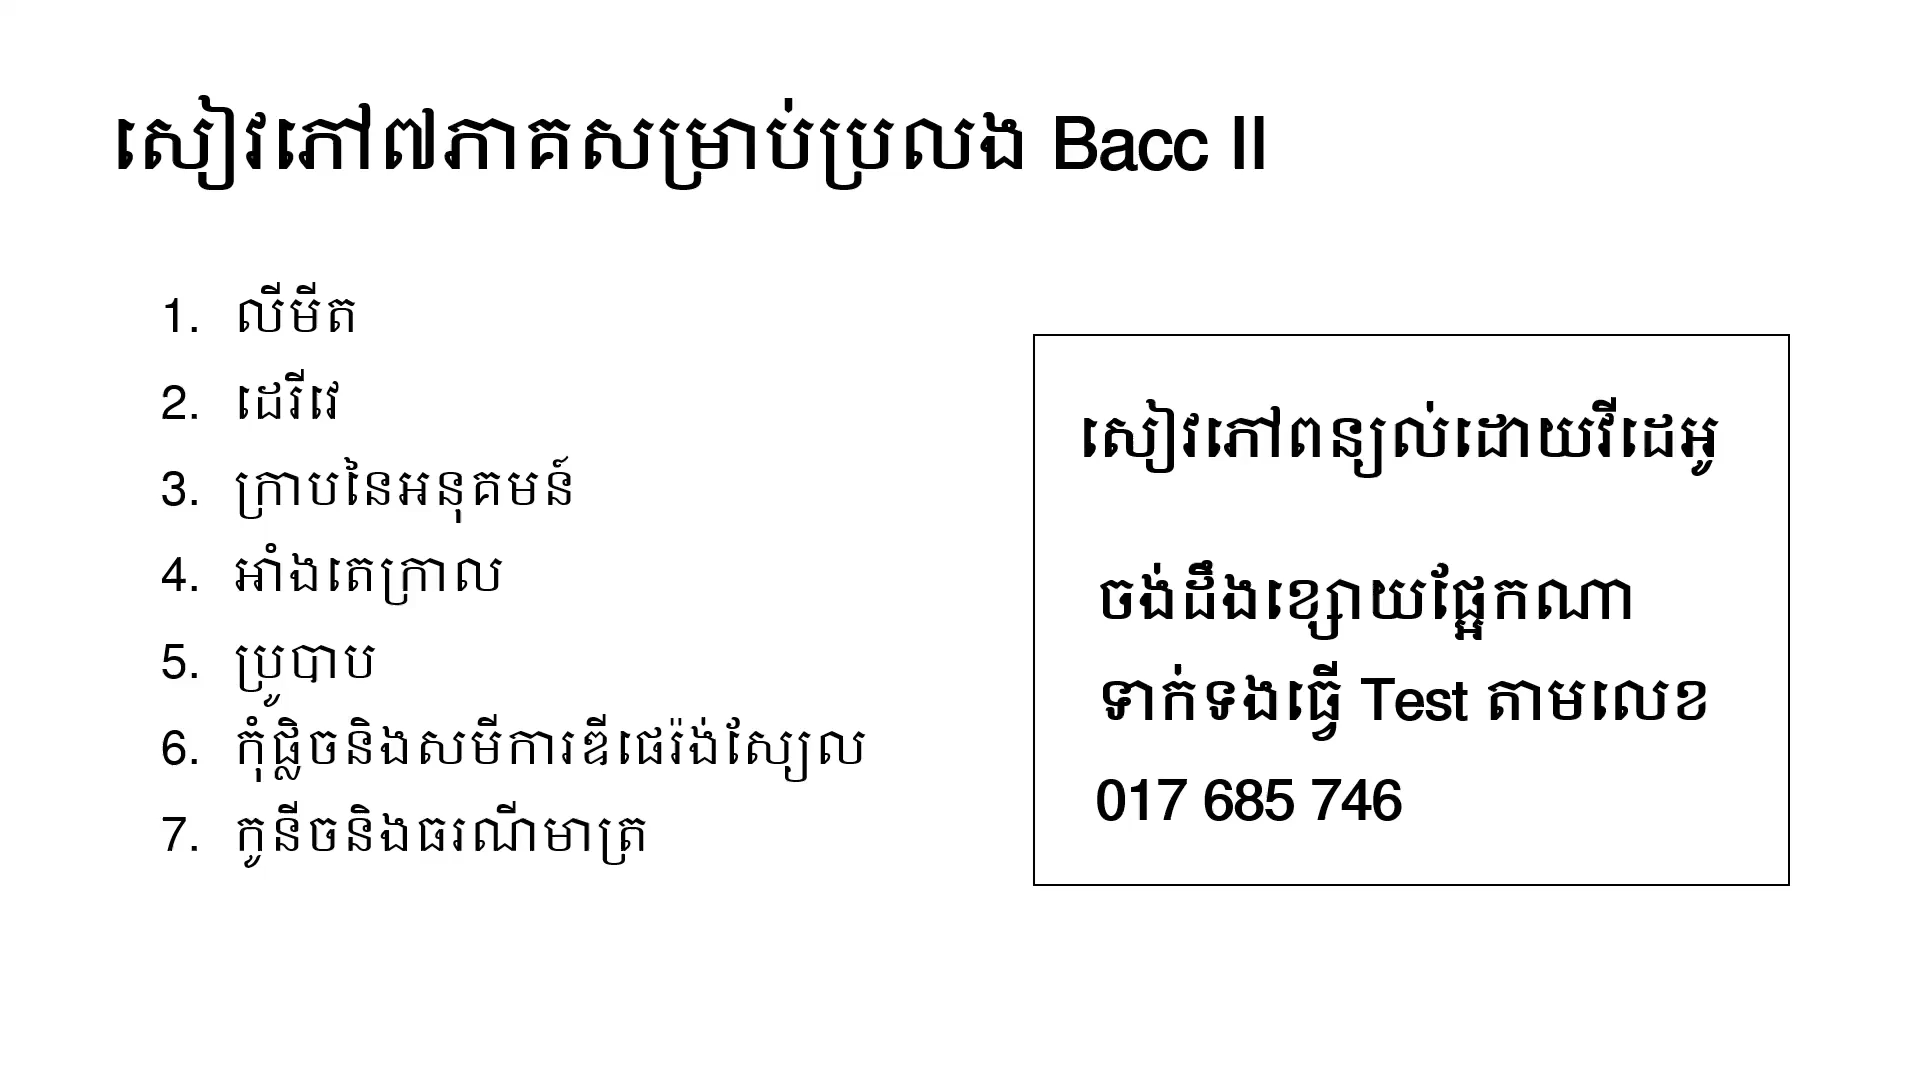 សៀវភៅ៧ភាគសម្រាប់ប្រលង Bacc II
1. លីមីត
2. ដេរីវេ
3. ក្រាបនៃអនុគមន៍
4. អាំងតេក្រាល
5. ប្រូបាប
6. កុំផ្លិចនិងសមីការឌីផេរ៉ង់ស្យែល
7. កូនីចនិងធរណីមាត្រ
សៀវភៅពន្យល់ដោយវីដេអូ
ចង់ដឹងខ្សោយផ្អែកណា
ទាក់ទងធ្វើ Test តាមលេខ
017 685 746